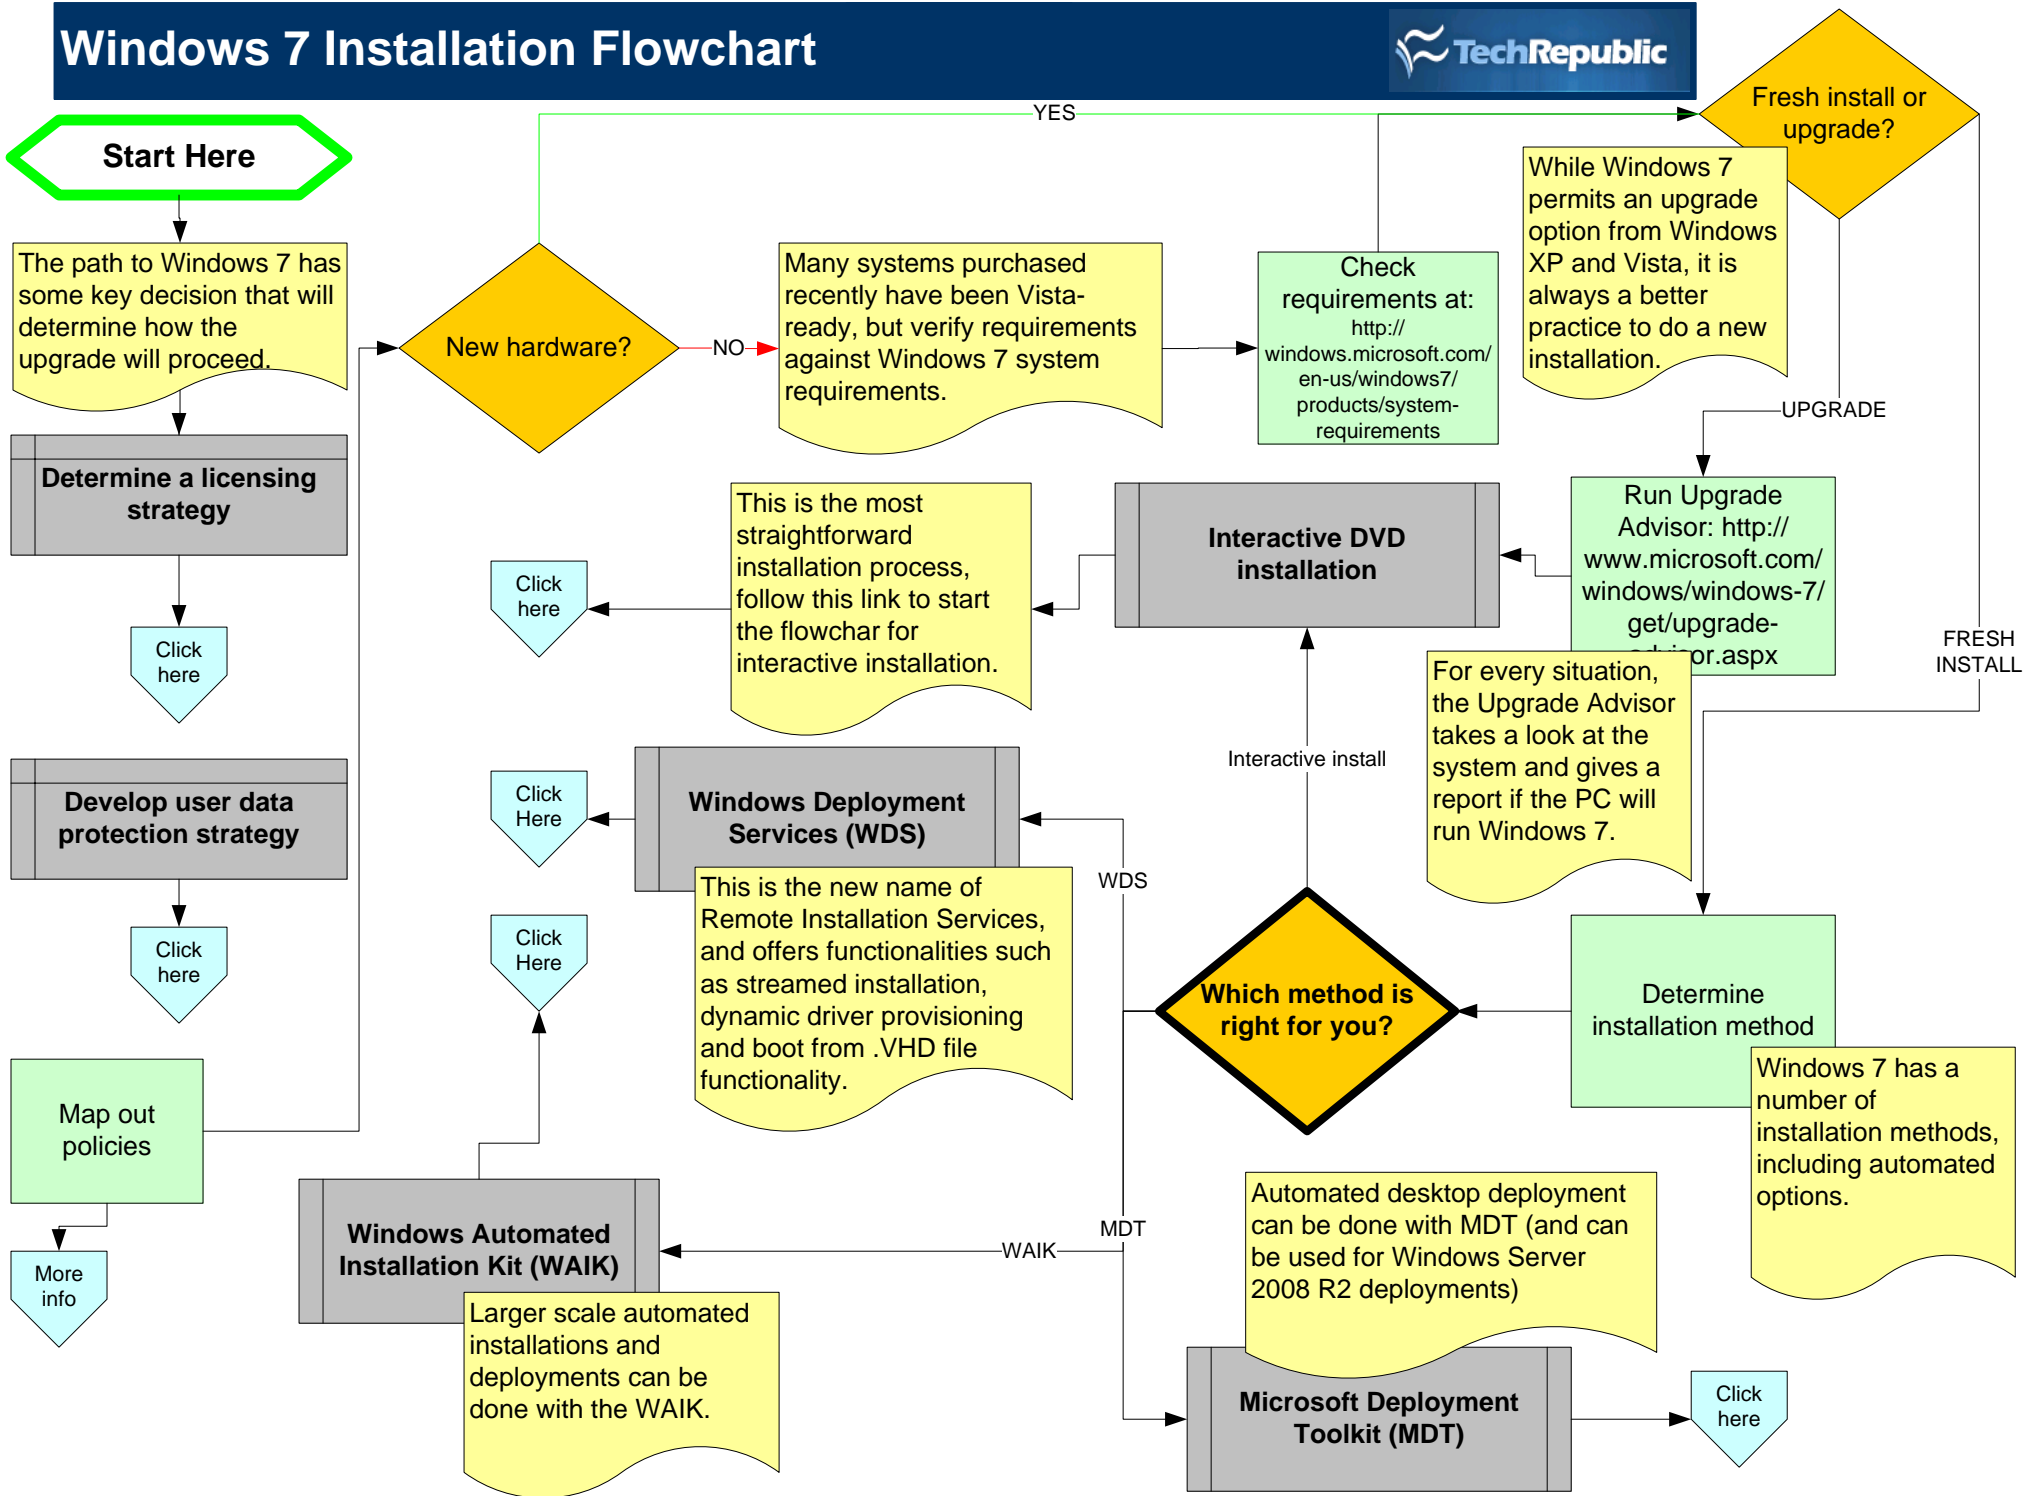 Windows 7 Installation Flowchart
TechRepublic
Start Here
The path to Windows 7 has
some key decision that will
determine how the
upgrade will proceed.
Determine a licensing
strategy
Click
here
Develop user data
protection strategy
Click
here
Map out
policies
More
info
New hardware?
YES
NO
Many systems purchased
recently have been Vista-
ready, but verify requirements
against Windows 7 system
requirements.
Check
requirements at:
http://
windows.microsoft.com/
en-us/windows7/
products/system-
requirements
Fresh install or
upgrade?
While Windows 7
permits an upgrade
option from Windows
XP and Vista, it is
always a better
practice to do a new
installation.
UPGRADE
FRESH
INSTALL
Run Upgrade
Advisor: http://
www.microsoft.com/
windows/windows-7/
get/upgrade-
advisor.aspx
For every situation,
the Upgrade Advisor
takes a look at the
system and gives a
report if the PC will
run Windows 7.
Interactive DVD
installation
This is the most
straightforward
installation process,
follow this link to start
the flowchar for
interactive installation.
Click
here
Determine
installation method
Windows 7 has a
number of
installation methods,
including automated
options.
Which method is
right for you?
Interactive install
WDS
Windows Deployment
Services (WDS)
This is the new name of
Remote Installation Services,
and offers functionalities such
as streamed installation,
dynamic driver provisioning
and boot from .VHD file
functionality.
Click
Here
WAIK
Windows Automated
Installation Kit (WAIK)
Larger scale automated
installations and
deployments can be
done with the WAIK.
Click
Here
MDT
Automated desktop deployment
can be done with MDT (and can
be used for Windows Server
2008 R2 deployments)
Microsoft Deployment
Toolkit (MDT)
Click
here